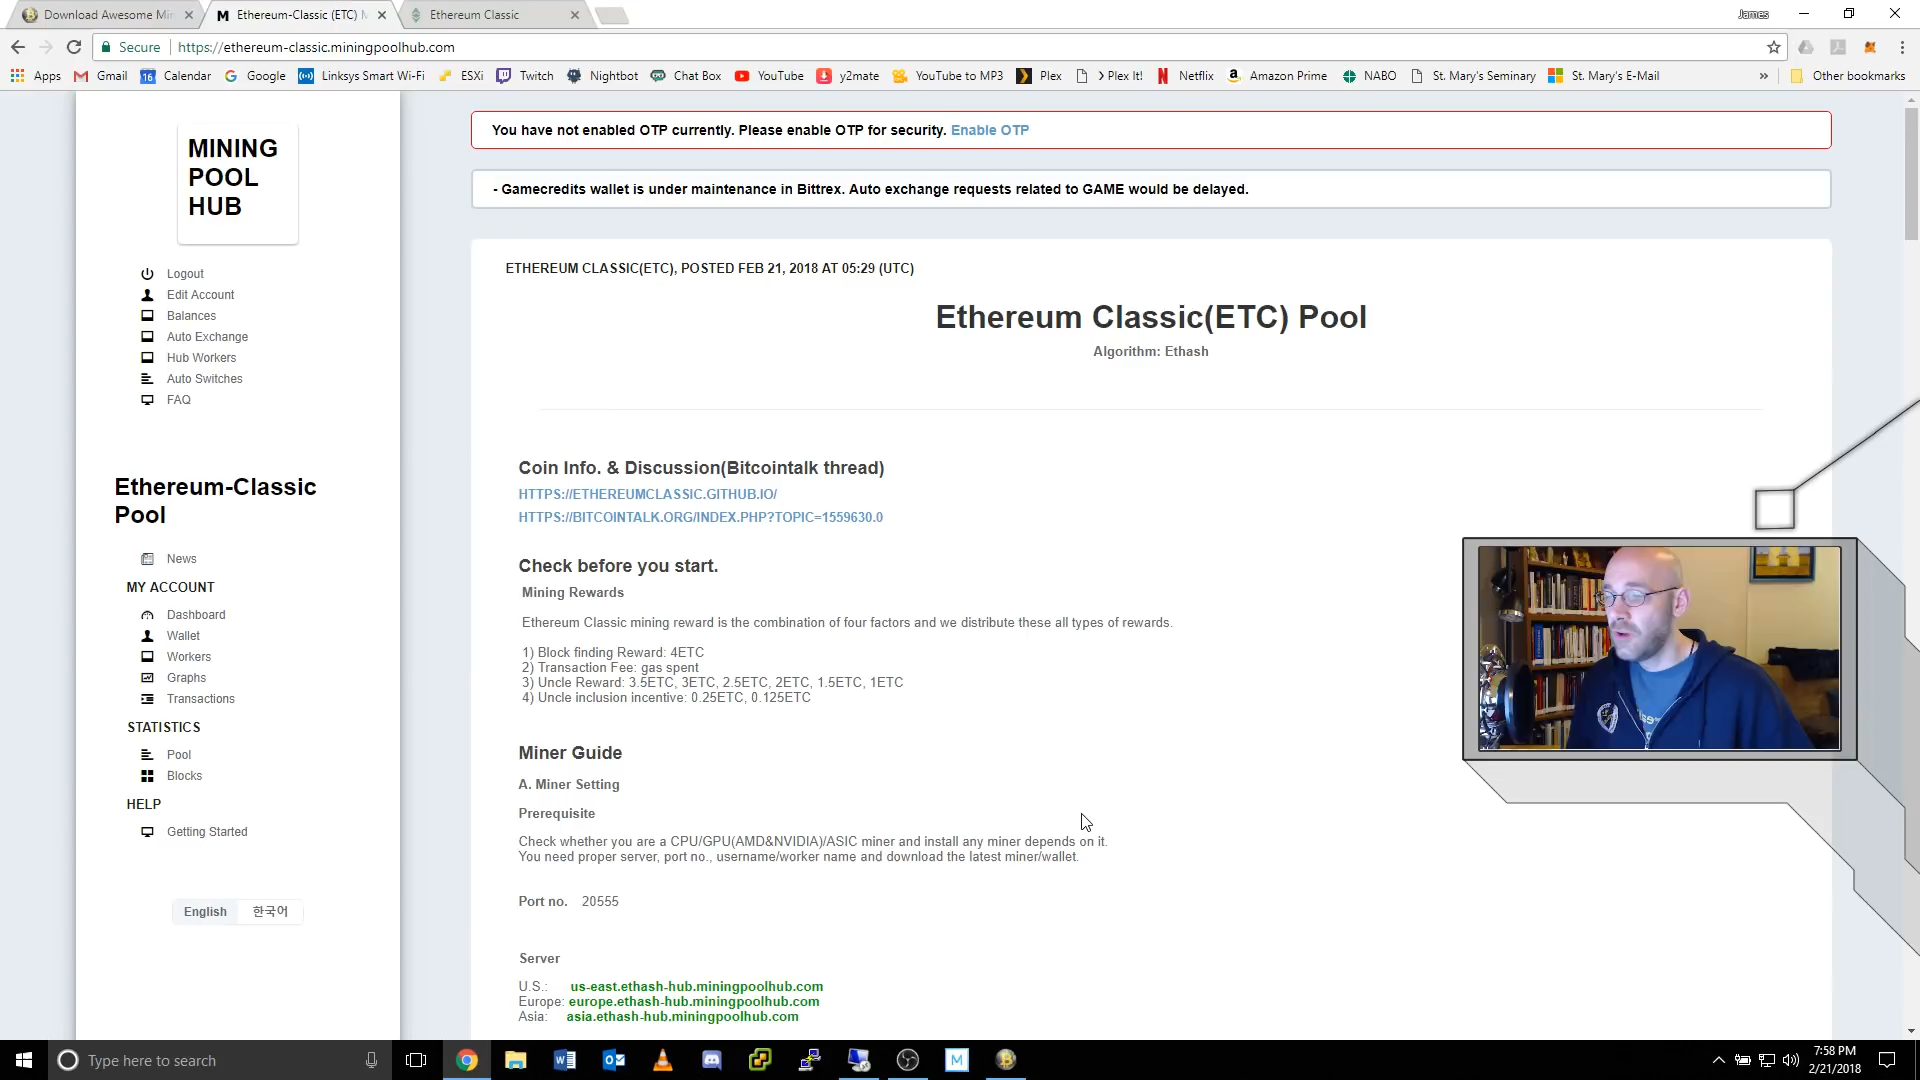 Download Awesome Min
Ethereum-Classic (ETC) M
Ethereum Classic
James
Secure
https://ethereum-classic.miningpoolhub.com
Apps
Gmail
16
Calendar
Google
Linksys Smart Wi-Fi
ESXi
Twitch
Nightbot
Chat Box
YouTube
y2mate
YouTube to MP3
Plex
> Plex It!
Netflix
Amazon Prime
NABO
St. Mary's Seminary
St. Mary's E-Mail
»
Other bookmarks
MINING
POOL
HUB
Logout
Edit Account
Balances
Auto Exchange
Hub Workers
Auto Switches
FAQ
Ethereum-Classic
Pool
News
MY ACCOUNT
Dashboard
Wallet
Workers
Graphs
Transactions
STATISTICS
Pool
Blocks
HELP
Getting Started
English
한국어
You have not enabled OTP currently. Please enable OTP for security. Enable OTP
- Gamecredits wallet is under maintenance in Bittrex. Auto exchange requests related to GAME would be delayed.
ETHEREUM CLASSIC(ETC), POSTED FEB 21, 2018 AT 05:29 (UTC)
Ethereum Classic(ETC) Pool
Algorithm: Ethash
Coin Info. & Discussion(Bitcointalk thread)
HTTPS://ETHEREUMCLASSIC.GITHUB.IO/
HTTPS://BITCOINTALK.ORG/INDEX.PHP?TOPIC=1559630.0
Check before you start.
Mining Rewards
Ethereum Classic mining reward is the combination of four factors and we distribute these all types of rewards.
1) Block finding Reward: 4ETC
2) Transaction Fee: gas spent
3) Uncle Reward: 3.5ETC, 3ETC, 2.5ETC, 2ETC, 1.5ETC, 1ETC
4) Uncle inclusion incentive: 0.25ETC, 0.125ETC
Miner Guide
A. Miner Setting
Prerequisite
Check whether you are a CPU/GPU(AMD&NVIDIA)/ASIC miner and install any miner depends on it.
You need proper server, port no., username/worker name and download the latest miner/wallet.
Port no. 20555
Server
U.S.: us-east.ethash-hub.miningpoolhub.com
Europe: europe.ethash-hub.miningpoolhub.com
Asia: asia.ethash-hub.miningpoolhub.com
Type here to search
7:58 PM
2/21/2018